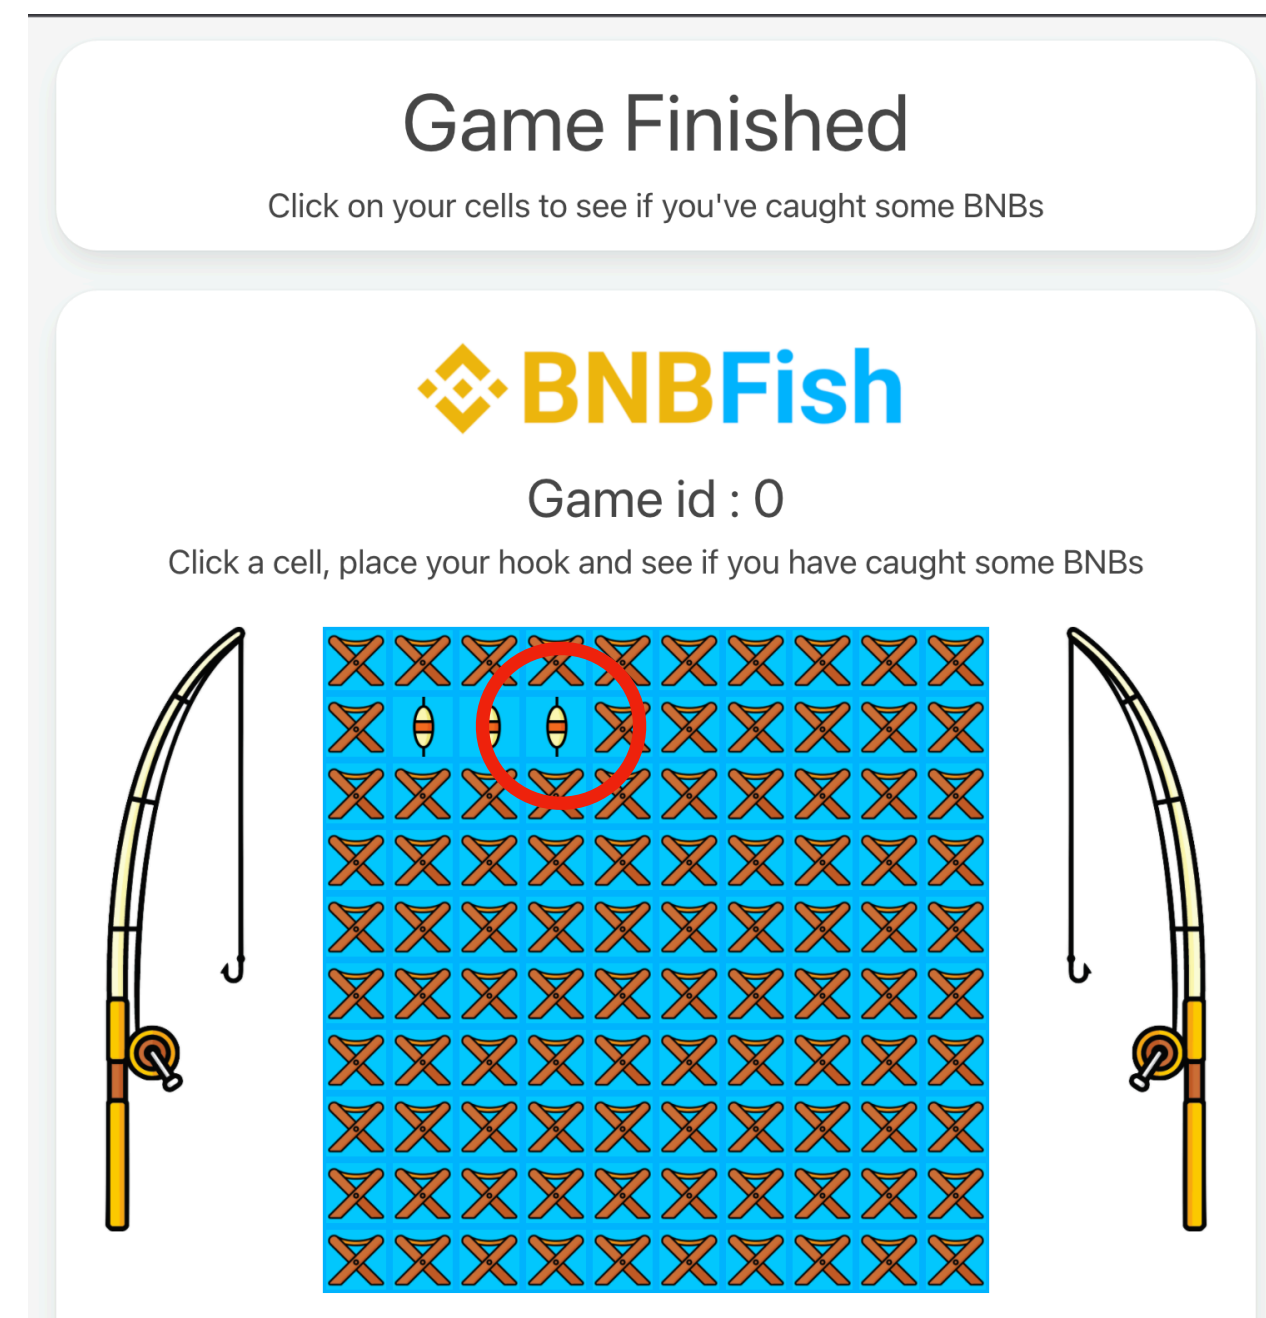 Game Finished
Click on your cells to see if you've caught some BNBs
BNBFish
Game id : 0
Click a cell, place your hook and see if you have caught some BNBs